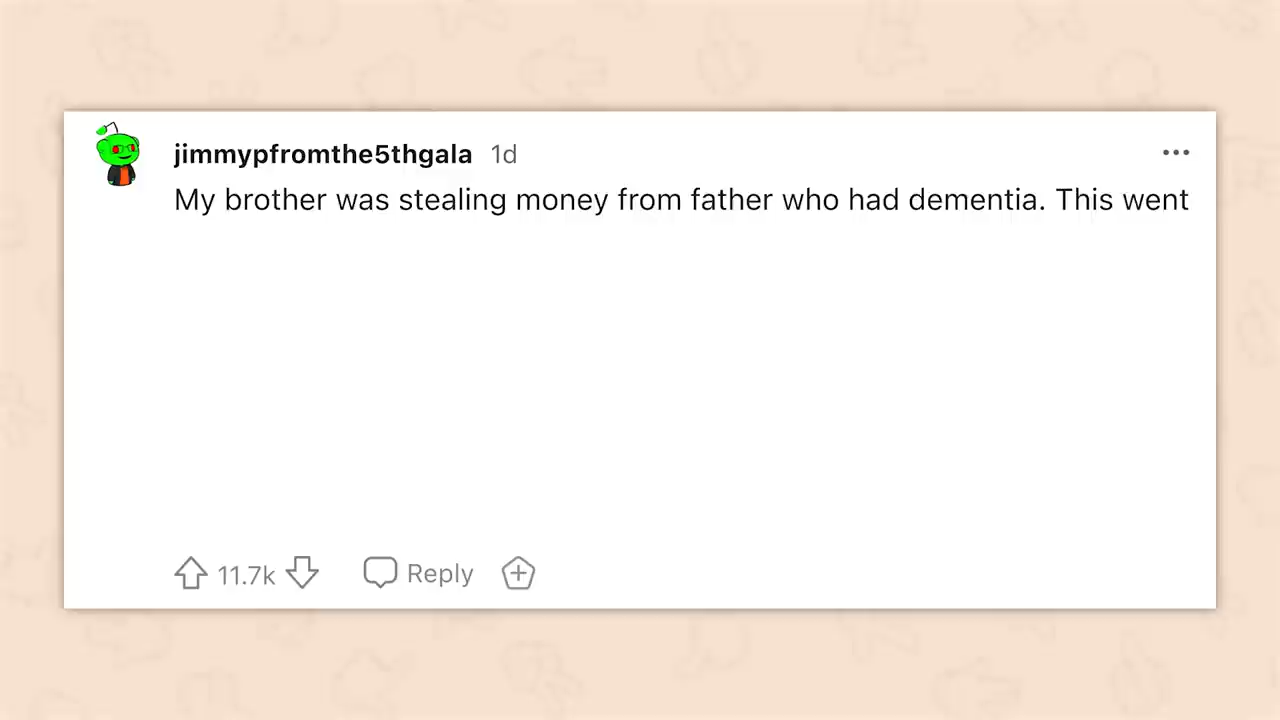 jimmypfromthe5thgala 1d
My brother was stealing money from father who had dementia. This went
11.7k Reply